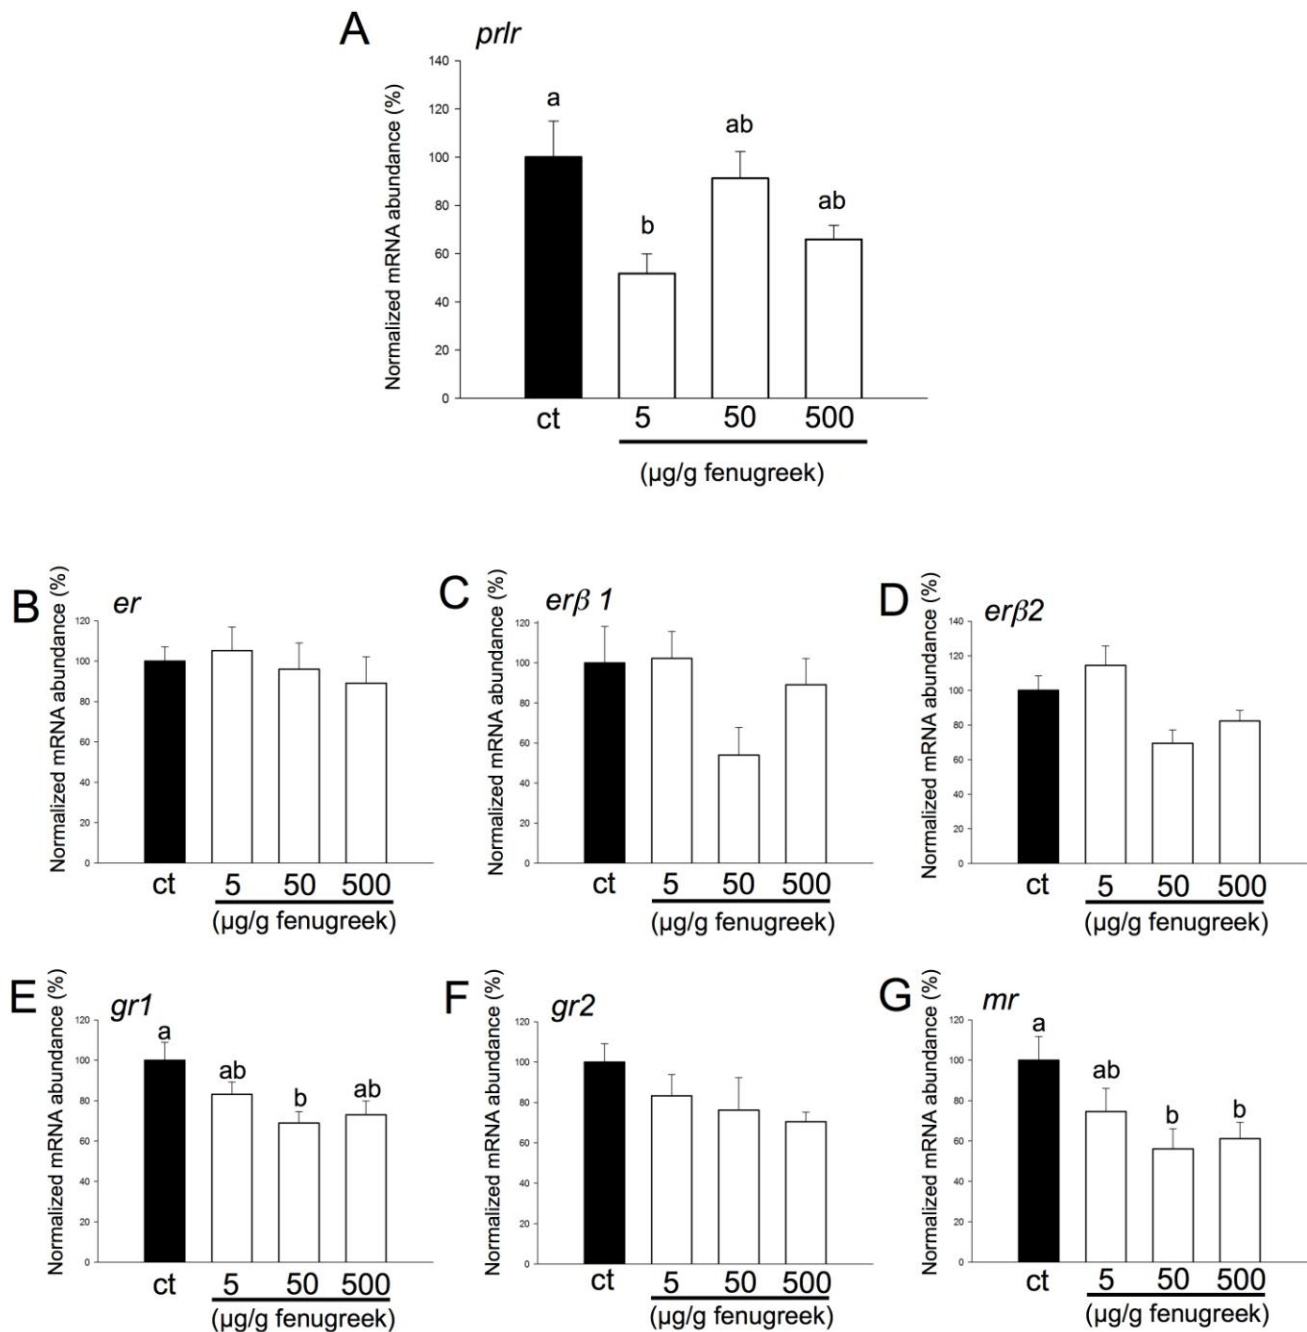 A prlr
Normalized mRNA abundance (%)
140
120
100
80
60
40
20
0
a
b
ab
ab
ct 5 50 500
(µg/g fenugreek)
B er
Normalized mRNA abundance (%)
120
100
80
60
40
20
0
ct 5 50 500
(µg/g fenugreek)
C erβ 1
Normalized mRNA abundance (%)
120
100
80
60
40
20
0
ct 5 50 500
(µg/g fenugreek)
D erβ2
Normalized mRNA abundance (%)
140
120
100
80
60
40
20
0
ct 5 50 500
(µg/g fenugreek)
E gr1
Normalized mRNA abundance (%)
120
100
80
60
40
20
0
a
ab
b
ab
ct 5 50 500
(µg/g fenugreek)
F gr2
Normalized mRNA abundance (%)
120
100
80
60
40
20
0
ct 5 50 500
(µg/g fenugreek)
G mr
Normalized mRNA abundance (%)
120
100
80
60
40
20
0
a
ab
b
b
ct 5 50 500
(µg/g fenugreek)